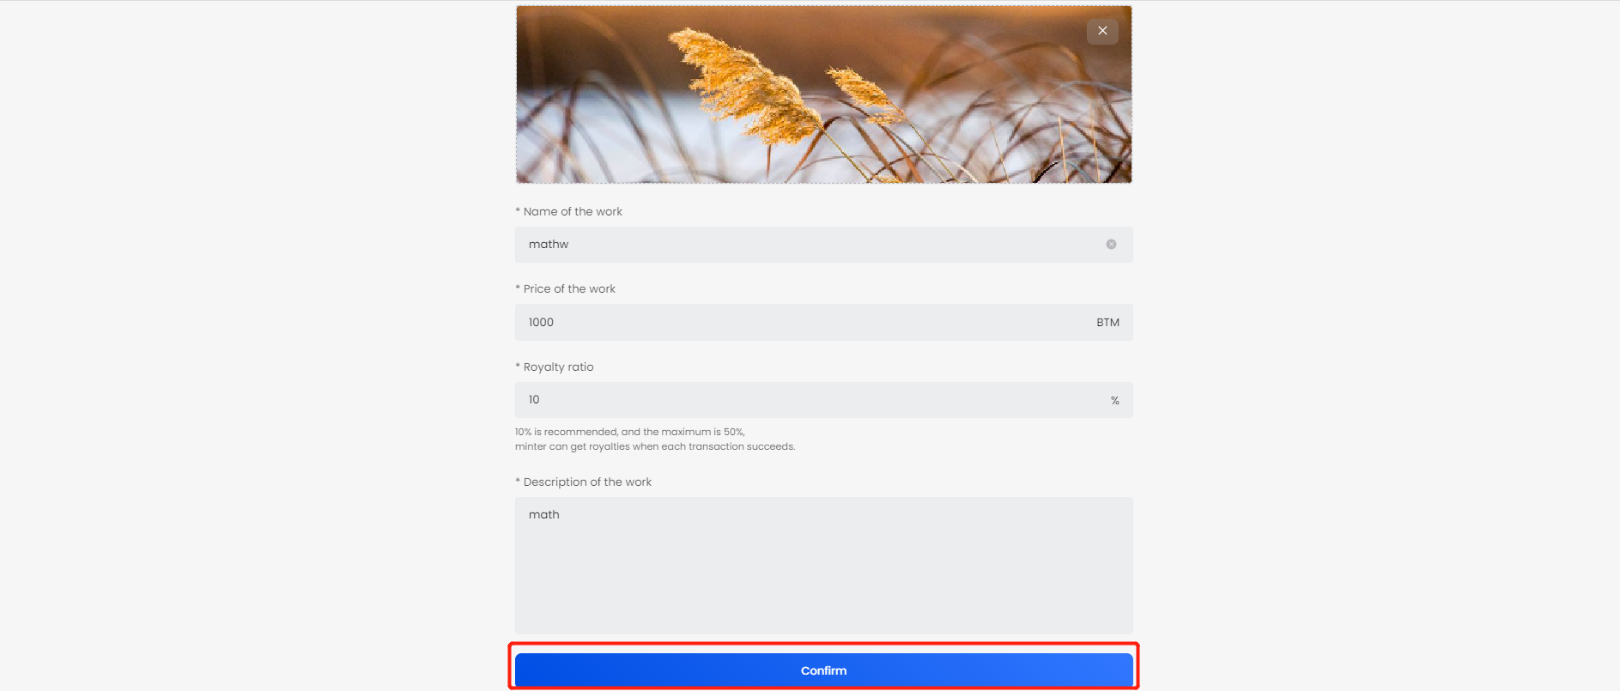 * Name of the work
mathw
* Price of the work
1000 BTM
* Royalty ratio
10 %
10% is recommended, and the maximum is 50%,
minter can get royalties when each transaction succeeds.
* Description of the work
math
Confirm